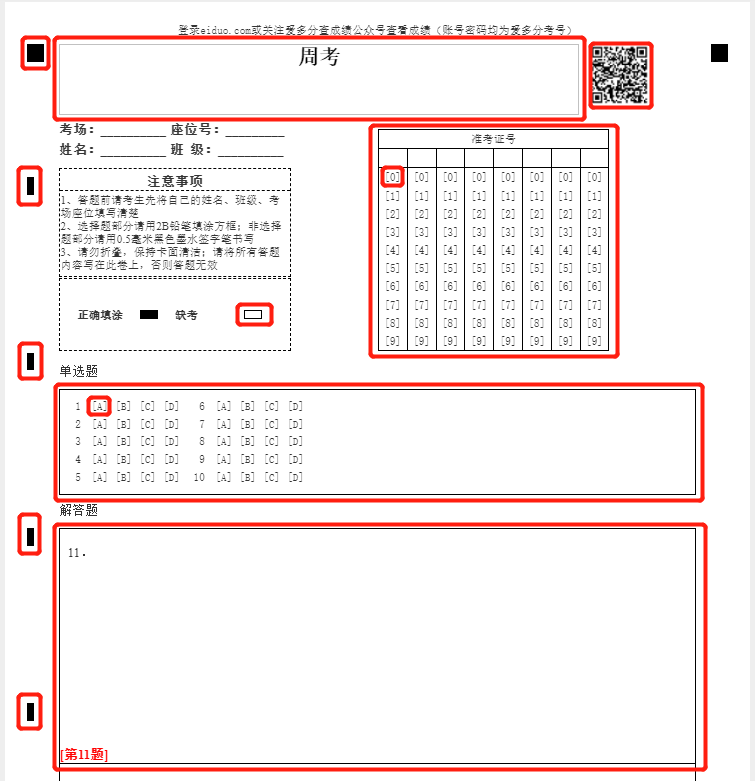 登录eiduo.com或关注爱多分查成绩公众号查看成绩（账号密码均为爱多分考号）
周考
考场：__________ 座位号：_________
姓名：__________ 班 级：__________
准考证号
[0] [0] [0] [0] [0] [0] [0] [0]
[1] [1] [1] [1] [1] [1] [1] [1]
[2] [2] [2] [2] [2] [2] [2] [2]
[3] [3] [3] [3] [3] [3] [3] [3]
[4] [4] [4] [4] [4] [4] [4] [4]
[5] [5] [5] [5] [5] [5] [5] [5]
[6] [6] [6] [6] [6] [6] [6] [6]
[7] [7] [7] [7] [7] [7] [7] [7]
[8] [8] [8] [8] [8] [8] [8] [8]
[9] [9] [9] [9] [9] [9] [9] [9]
注意事项
1、答题前请考生先将自己的姓名、班级、考
场座位填写清楚
2、选择题部分请用2B铅笔填涂方框；非选择
题部分请用0.5毫米黑色墨水签字笔书写
3、请勿折叠，保持卡面清洁；请将所有答题
内容写在此卷上，否则答题无效
正确填涂 缺考
单选题
1 [A] [B] [C] [D] 6 [A] [B] [C] [D]
2 [A] [B] [C] [D] 7 [A] [B] [C] [D]
3 [A] [B] [C] [D] 8 [A] [B] [C] [D]
4 [A] [B] [C] [D] 9 [A] [B] [C] [D]
5 [A] [B] [C] [D] 10 [A] [B] [C] [D]
解答题
11.
[第11题]